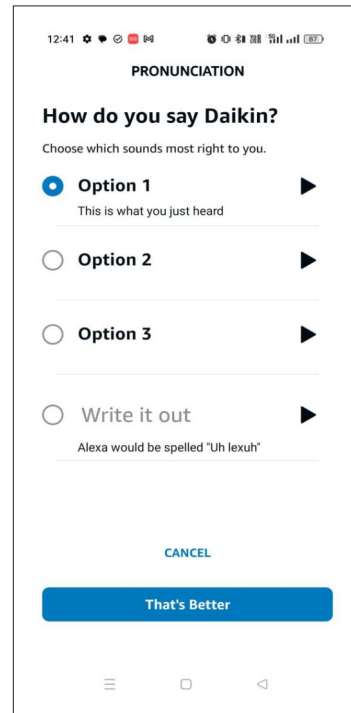 12:41 SOS 5G 87
PRONUNCIATION
How do you say Daikin?
Choose which sounds most right to you.
Option 1
This is what you just heard
Option 2
Option 3
Write it out
Alexa would be spelled "Uh lexuh"
CANCEL
That's Better